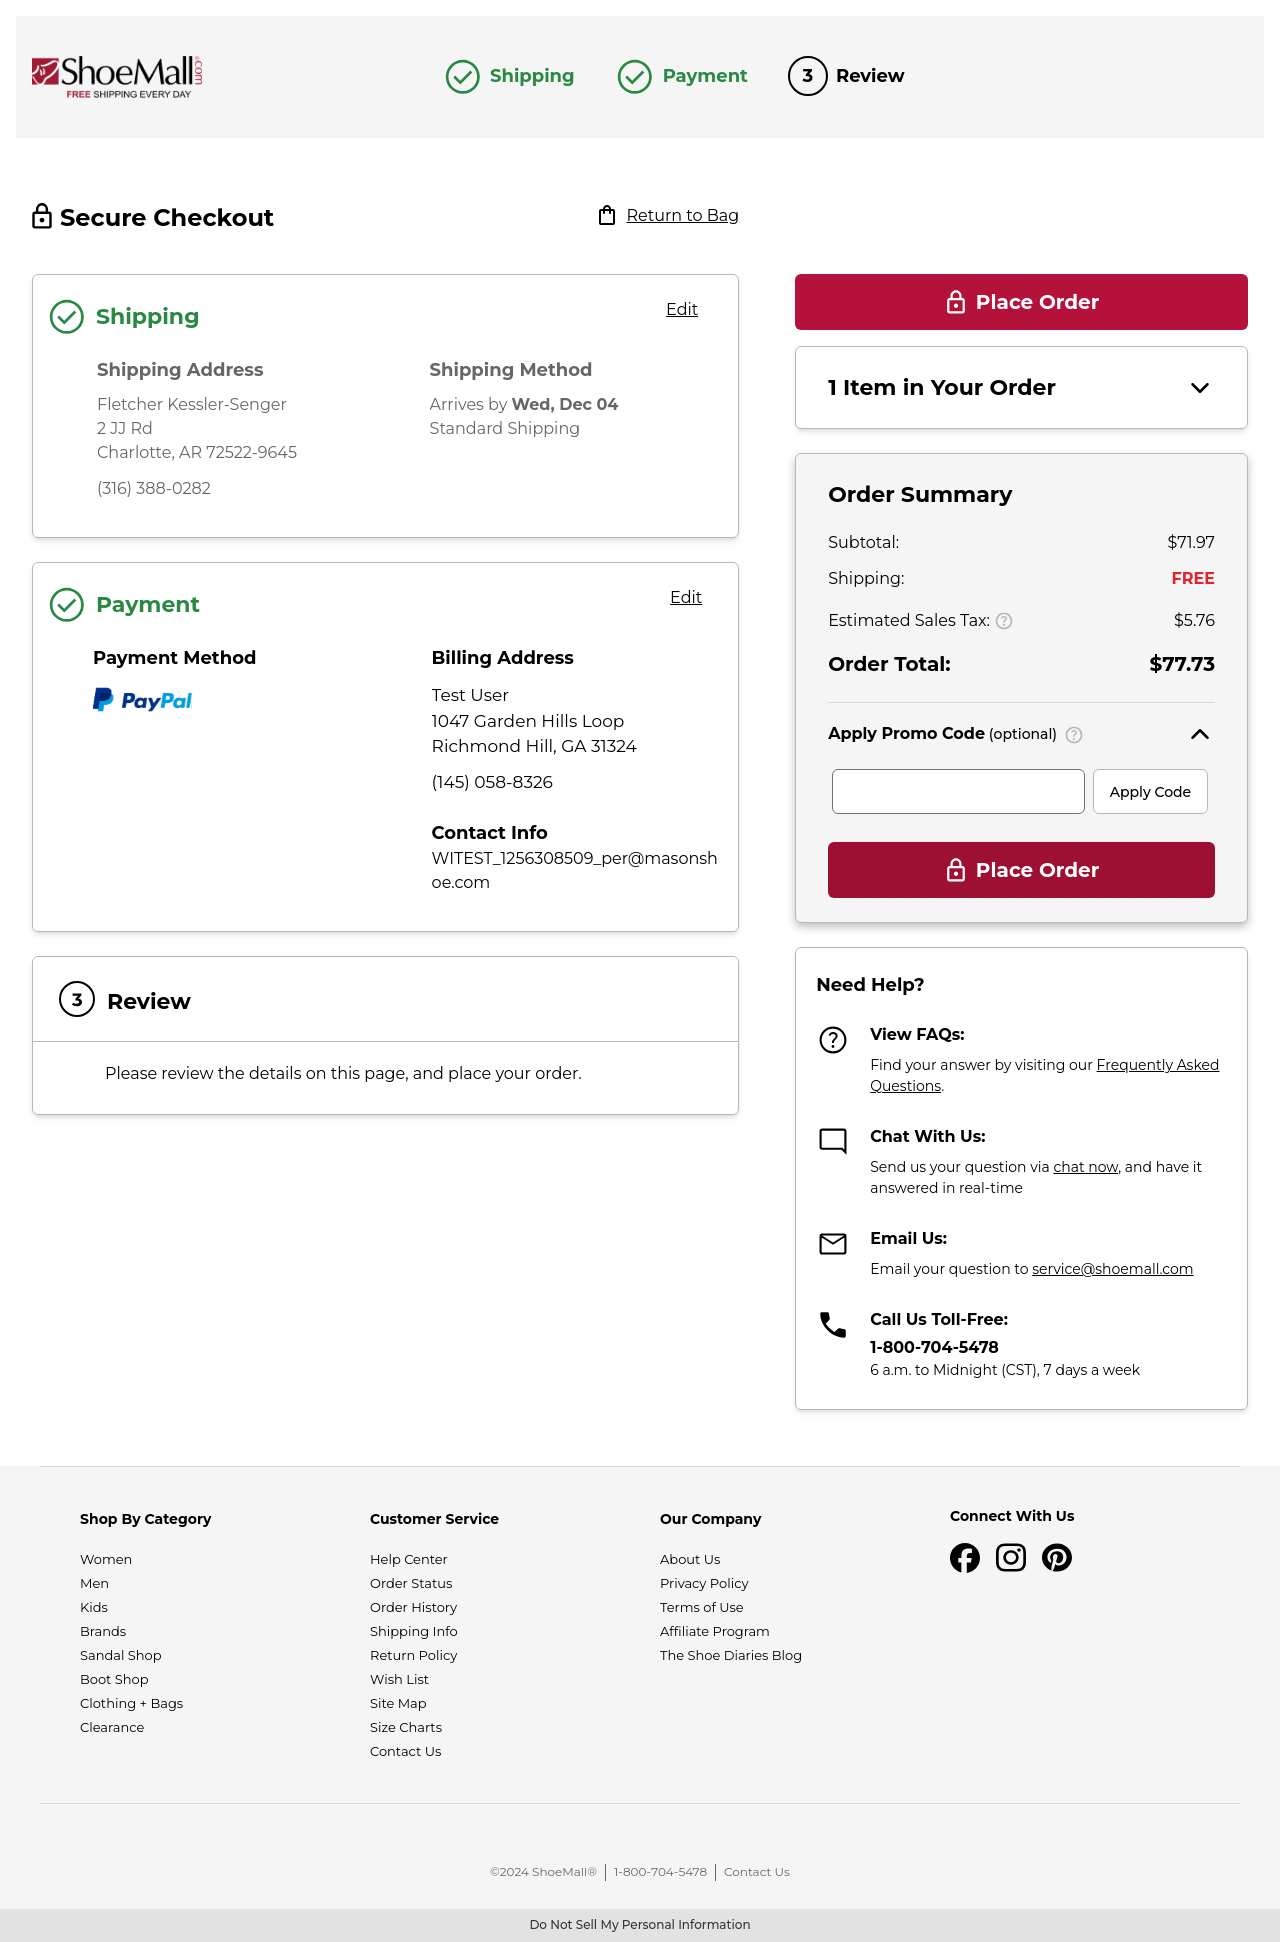 ShoeMall.com
FREE SHIPPING EVERY DAY
Shipping
Payment
3 Review
Secure Checkout
Return to Bag
Shipping
Edit
Shipping Address
Fletcher Kessler-Senger
2 JJ Rd
Charlotte, AR 72522-9645
(316) 388-0282
Shipping Method
Arrives by Wed, Dec 04
Standard Shipping
Payment
Edit
Payment Method
PayPal
Billing Address
Test User
1047 Garden Hills Loop
Richmond Hill, GA 31324
(145) 058-8326
Contact Info
WITEST_1256308509_per@masonsh
oe.com
3 Review
Please review the details on this page, and place your order.
Place Order
1 Item in Your Order
Order Summary
Subtotal: $71.97
Shipping: FREE
Estimated Sales Tax: ? $5.76
Order Total: $77.73
Apply Promo Code (optional) ?
Apply Code
Place Order
Need Help?
View FAQs:
Find your answer by visiting our Frequently Asked
Questions.
Chat With Us:
Send us your question via chat now, and have it
answered in real-time
Email Us:
Email your question to service@shoemall.com
Call Us Toll-Free:
1-800-704-5478
6 a.m. to Midnight (CST), 7 days a week
Shop By Category
Women
Men
Kids
Brands
Sandal Shop
Boot Shop
Clothing + Bags
Clearance
Customer Service
Help Center
Order Status
Order History
Shipping Info
Return Policy
Wish List
Site Map
Size Charts
Contact Us
Our Company
About Us
Privacy Policy
Terms of Use
Affiliate Program
The Shoe Diaries Blog
Connect With Us
©2024 ShoeMall® | 1-800-704-5478 | Contact Us
Do Not Sell My Personal Information